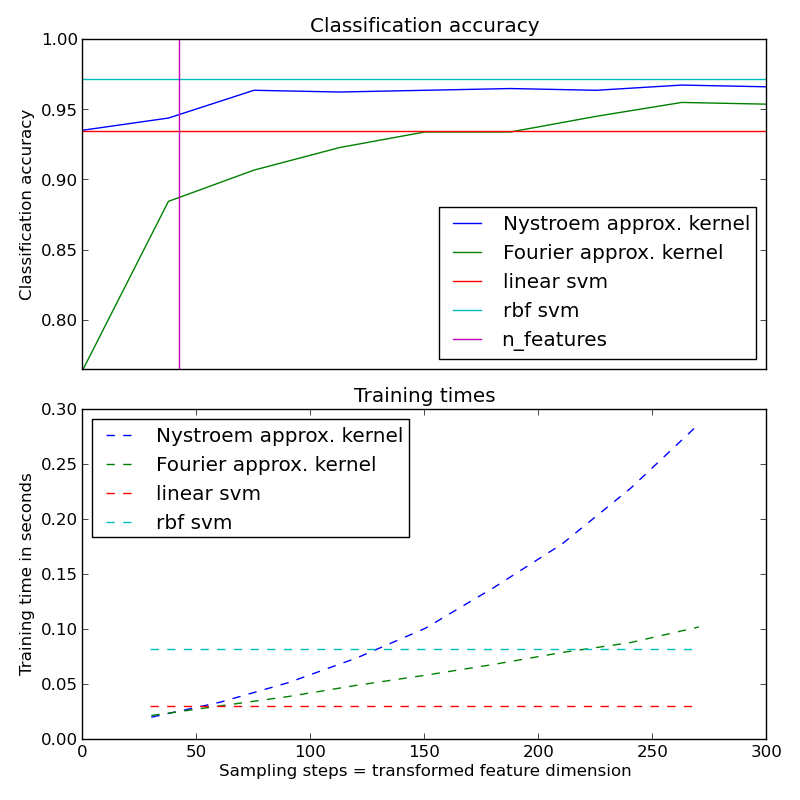 Classification accuracy
1.00
0.95
0.90
0.85
0.80
Classification accuracy
Nystroem approx. kernel
Fourier approx. kernel
linear svm
rbf svm
n_features
Training times
0.30
0.25
0.20
0.15
0.10
0.05
0.00
Training time in seconds
Nystroem approx. kernel
Fourier approx. kernel
linear svm
rbf svm
0 50 100 150 200 250 300
Sampling steps = transformed feature dimension